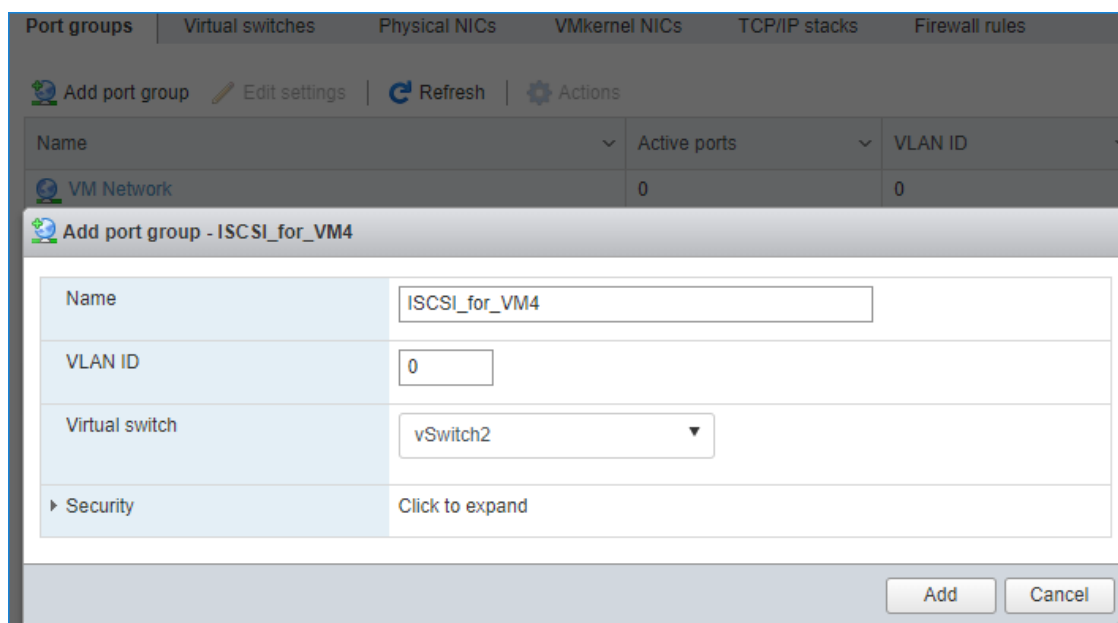 Port groups Virtual switches Physical NICs VMkernel NICs TCP/IP stacks Firewall rules
Add port group Edit settings Refresh Actions
Name Active ports VLAN ID
VM Network 0 0
Add port group - ISCSI_for_VM4
Name ISCSI_for_VM4
VLAN ID 0
Virtual switch vSwitch2
Security Click to expand
Add Cancel